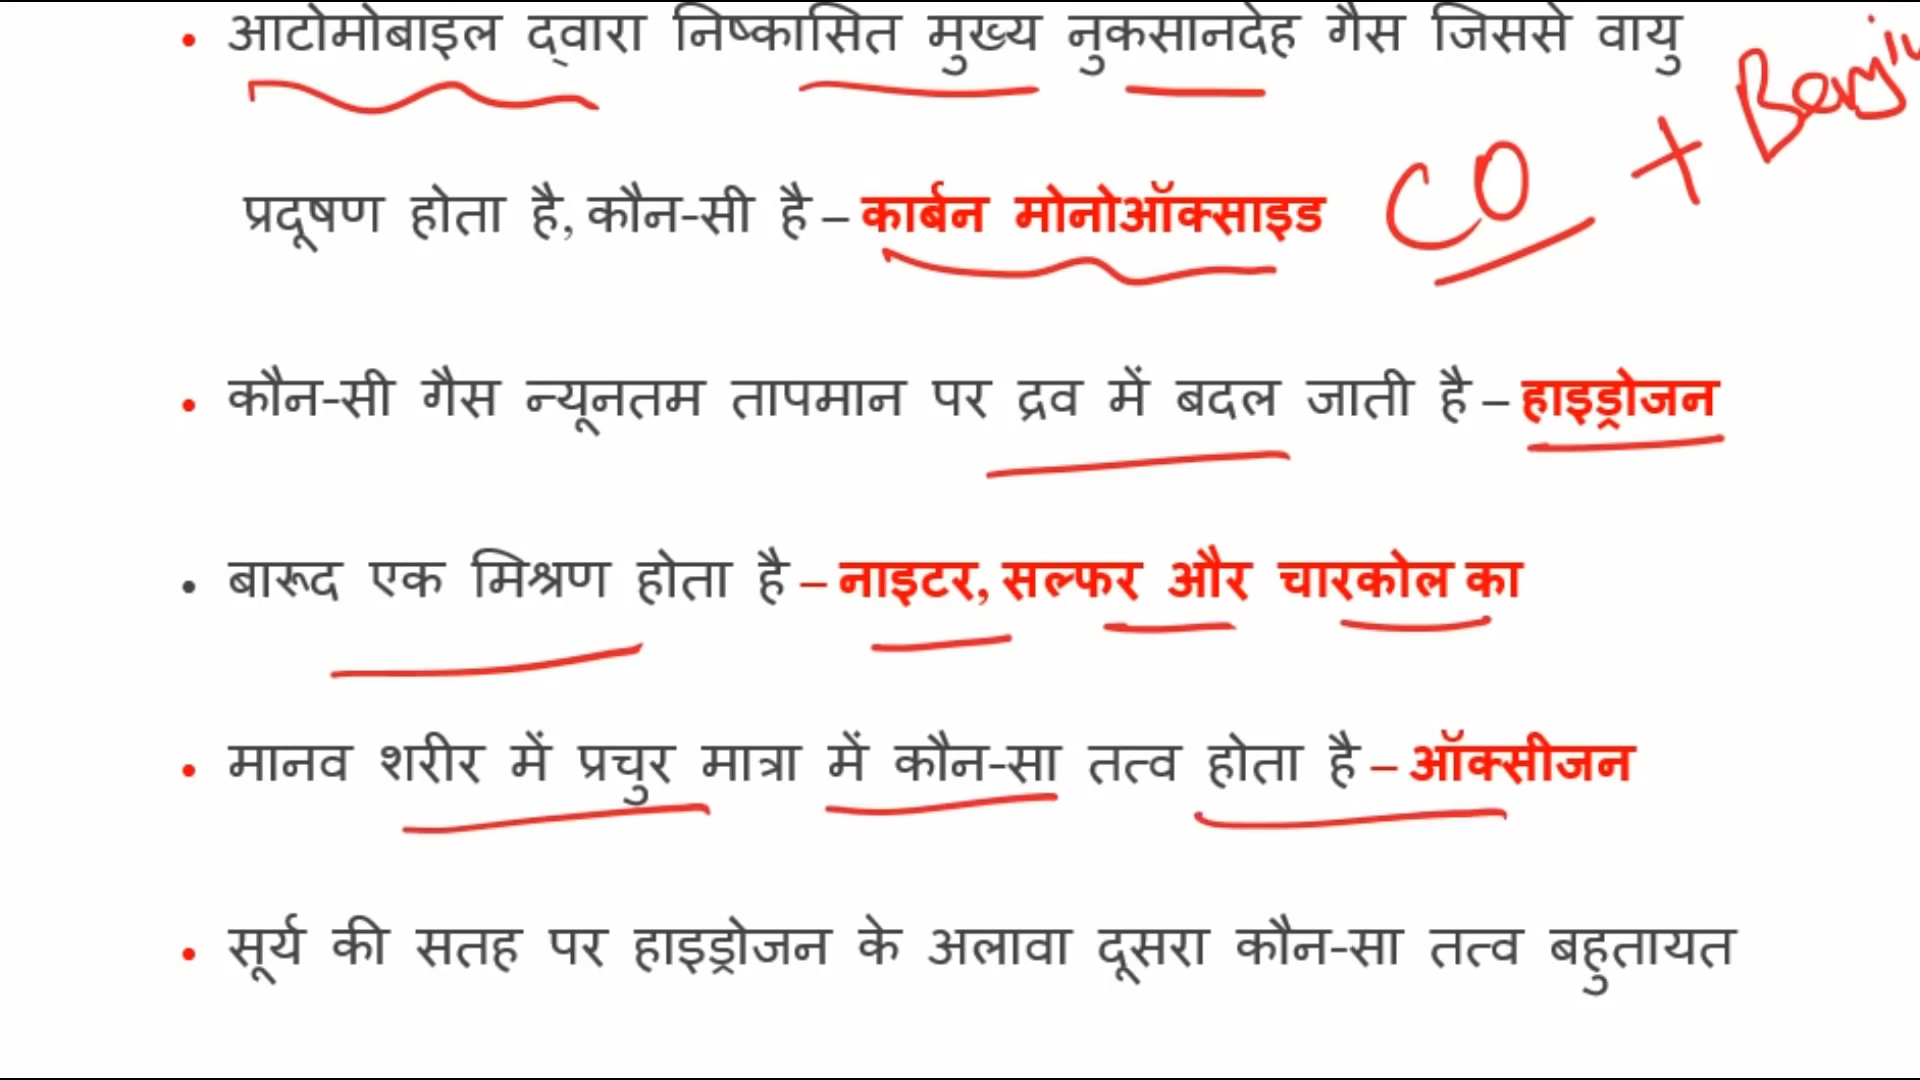 • आटोमोबाइल द्वारा निष्कासित मुख्य नुकसानदेह गैस जिससे वायु
प्रदूषण होता है, कौन-सी है – कार्बन मोनोऑक्साइड CO +
• कौन-सी गैस न्यूनतम तापमान पर द्रव में बदल जाती है – हाइड्रोजन
• बारूद एक मिश्रण होता है – नाइटर, सल्फर और चारकोल का
• मानव शरीर में प्रचुर मात्रा में कौन-सा तत्व होता है – ऑक्सीजन
• सूर्य की सतह पर हाइड्रोजन के अलावा दूसरा कौन-सा तत्व बहुतायत